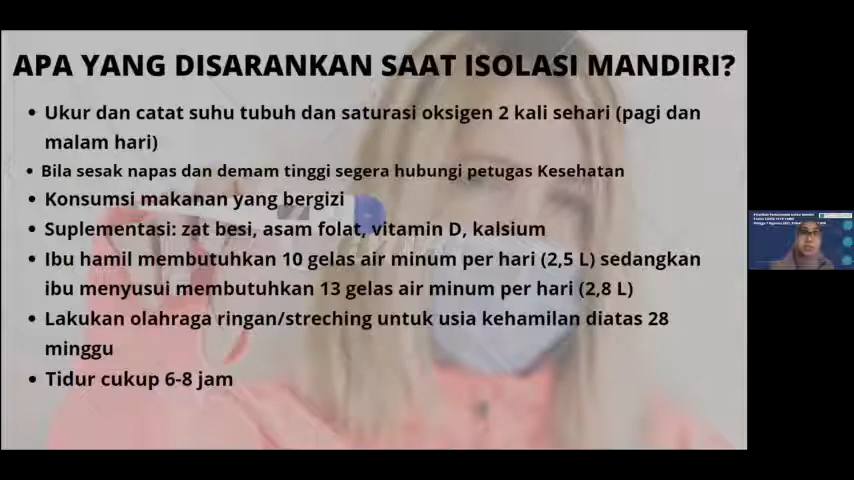 APA YANG DISARANKAN SAAT ISOLASI MANDIRI?
• Ukur dan catat suhu tubuh dan saturasi oksigen 2 kali sehari (pagi dan
malam hari)
• Bila sesak napas dan demam tinggi segera hubungi petugas Kesehatan
• Konsumsi makanan yang bergizi
• Suplementasi: zat besi, asam folat, vitamin D, kalsium
• Ibu hamil membutuhkan 10 gelas air minum per hari (2,5 L) sedangkan
ibu menyusui membutuhkan 13 gelas air minum per hari (2,8 L)
• Lakukan olahraga ringan/streching untuk usia kehamilan diatas 28
minggu
• Tidur cukup 6-8 jam